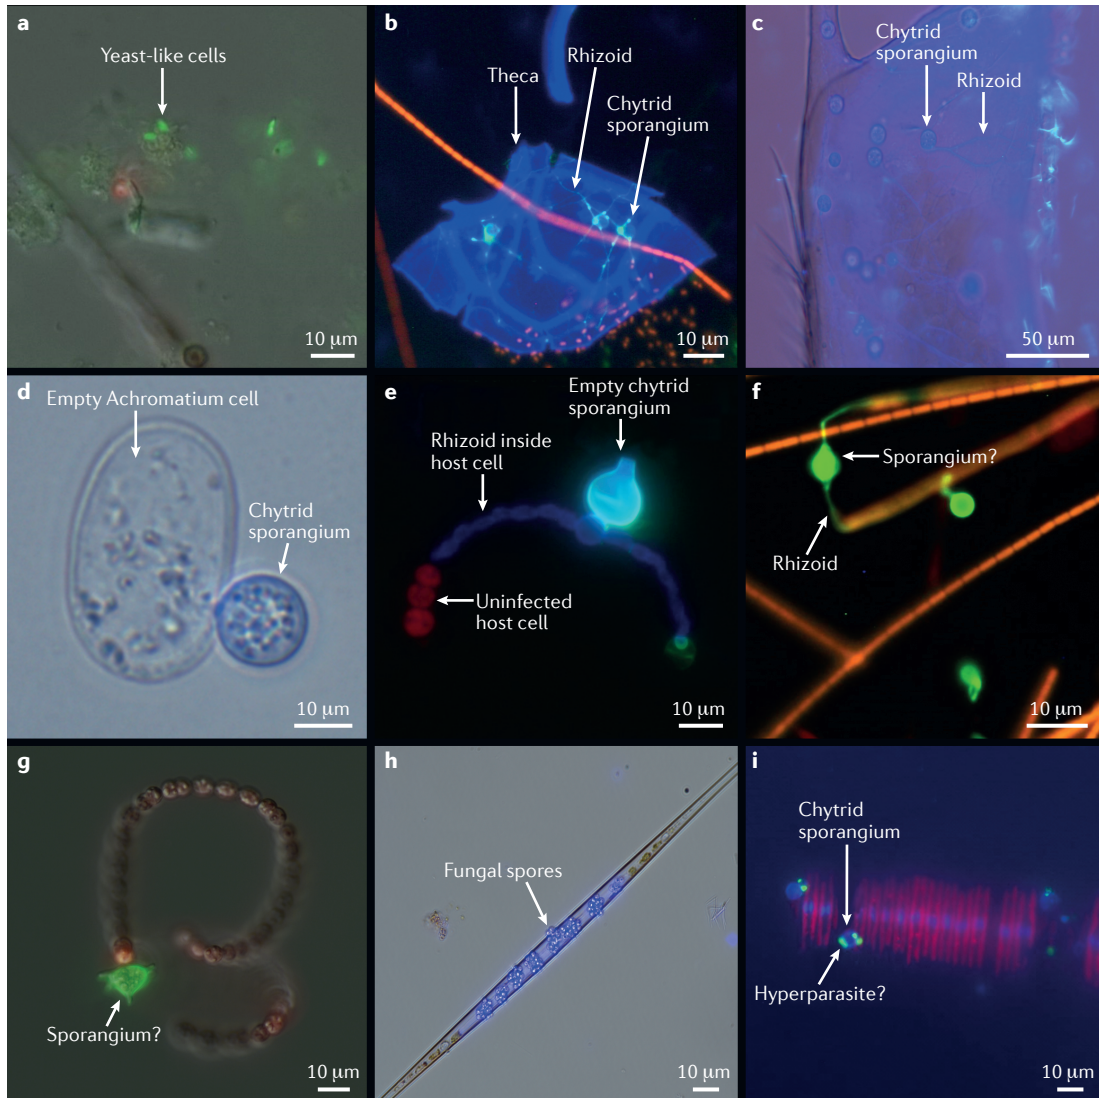 a
Yeast-like cells
10 μm
b
Rhizoid
Theca
Chytrid
sporangium
10 μm
c
Chytrid
sporangium
Rhizoid
50 μm
d
Empty Achromatium cell
Chytrid
sporangium
10 μm
e
Empty chytrid
sporangium
Rhizoid inside
host cell
Uninfected
host cell
10 μm
f
Sporangium?
Rhizoid
10 μm
g
Sporangium?
10 μm
h
Fungal spores
10 μm
i
Chytrid
sporangium
Hyperparasite?
10 μm